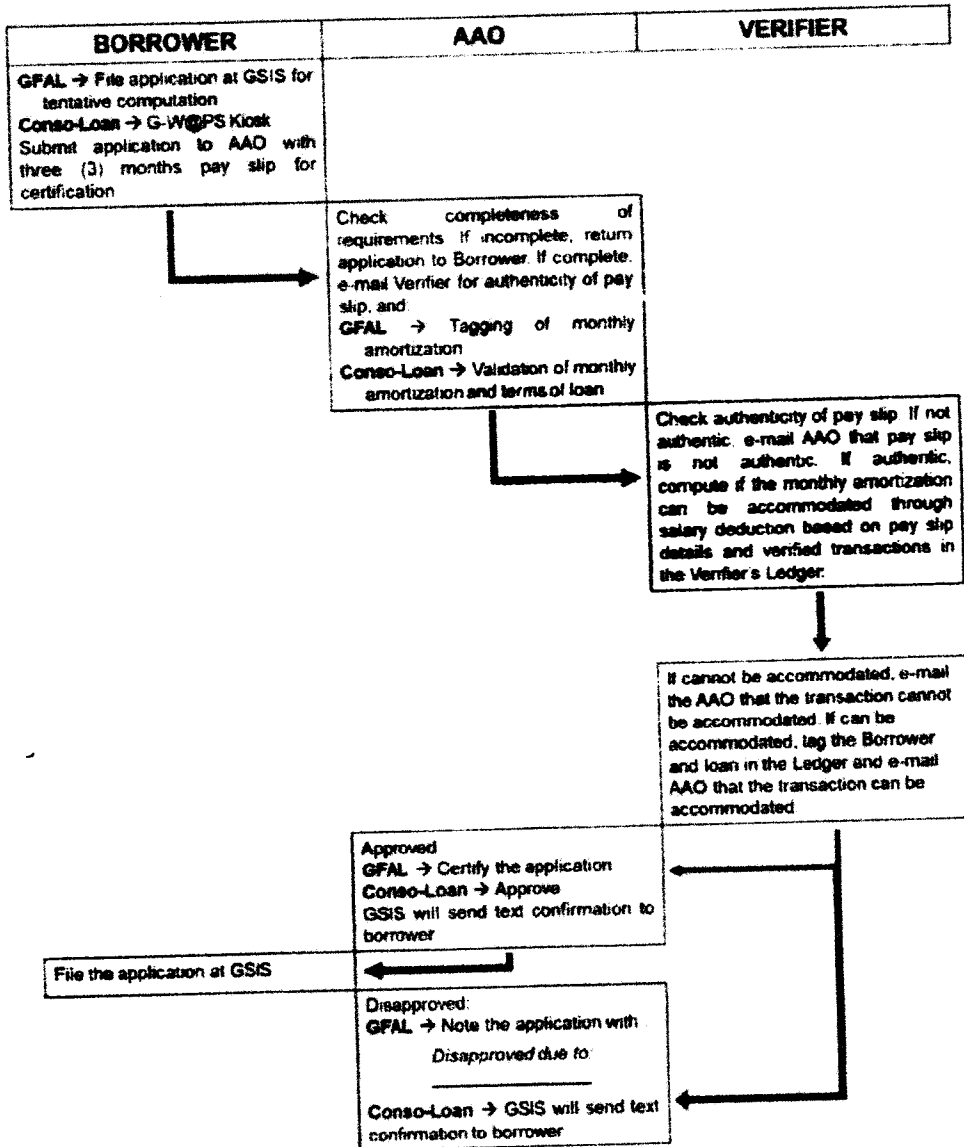 BORROWER
AAO
VERIFIER
GFAL → File application at GSIS for
tentative computation
Conso-Loan → G-W@PS Kiosk
Submit application to AAO with
three (3) months pay slip for
certification
Check completeness of
requirements. If incomplete, return
application to Borrower. If complete,
e-mail Verifier for authenticity of pay
slip, and:
GFAL → Tagging of monthly
amortization
Conso-Loan → Validation of monthly
amortization and terms of loan
Check authenticity of pay slip. If not
authentic, e-mail AAO that pay slip
is not authentic. If authentic,
compute if the monthly amortization
can be accommodated through
salary deduction based on pay slip
details and verified transactions in
the Verifier's Ledger.
If cannot be accommodated, e-mail
the AAO that the transaction cannot
be accommodated. If can be
accommodated, tag the Borrower
and loan in the Ledger and e-mail
AAO that the transaction can be
accommodated
Approved
GFAL → Certify the application
Conso-Loan → Approve
GSIS will send text confirmation to
borrower
File the application at GSIS
Disapproved:
GFAL → Note the application with
Disapproved due to:
Conso-Loan → GSIS will send text
confirmation to borrower